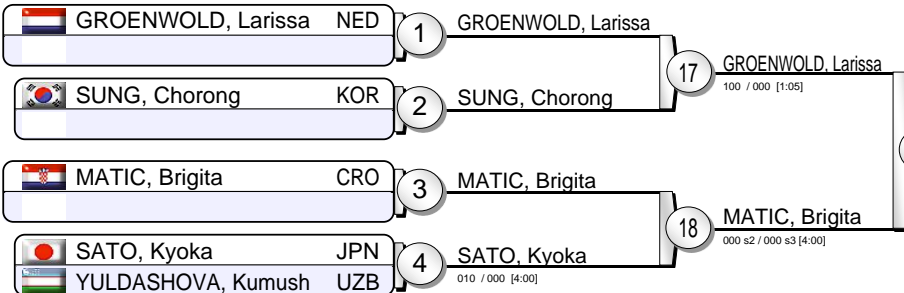 GROENWOLD, Larissa NED
1
GROENWOLD, Larissa
17
GROENWOLD, Larissa
100 / 000 [1:05]
SUNG, Chorong KOR
2
SUNG, Chorong
MATIC, Brigita CRO
3
MATIC, Brigita
18
MATIC, Brigita
000 s2 / 000 s3 [4:00]
SATO, Kyoka JPN
YULDASHOVA, Kumush UZB
4
SATO, Kyoka
010 / 000 [4:00]